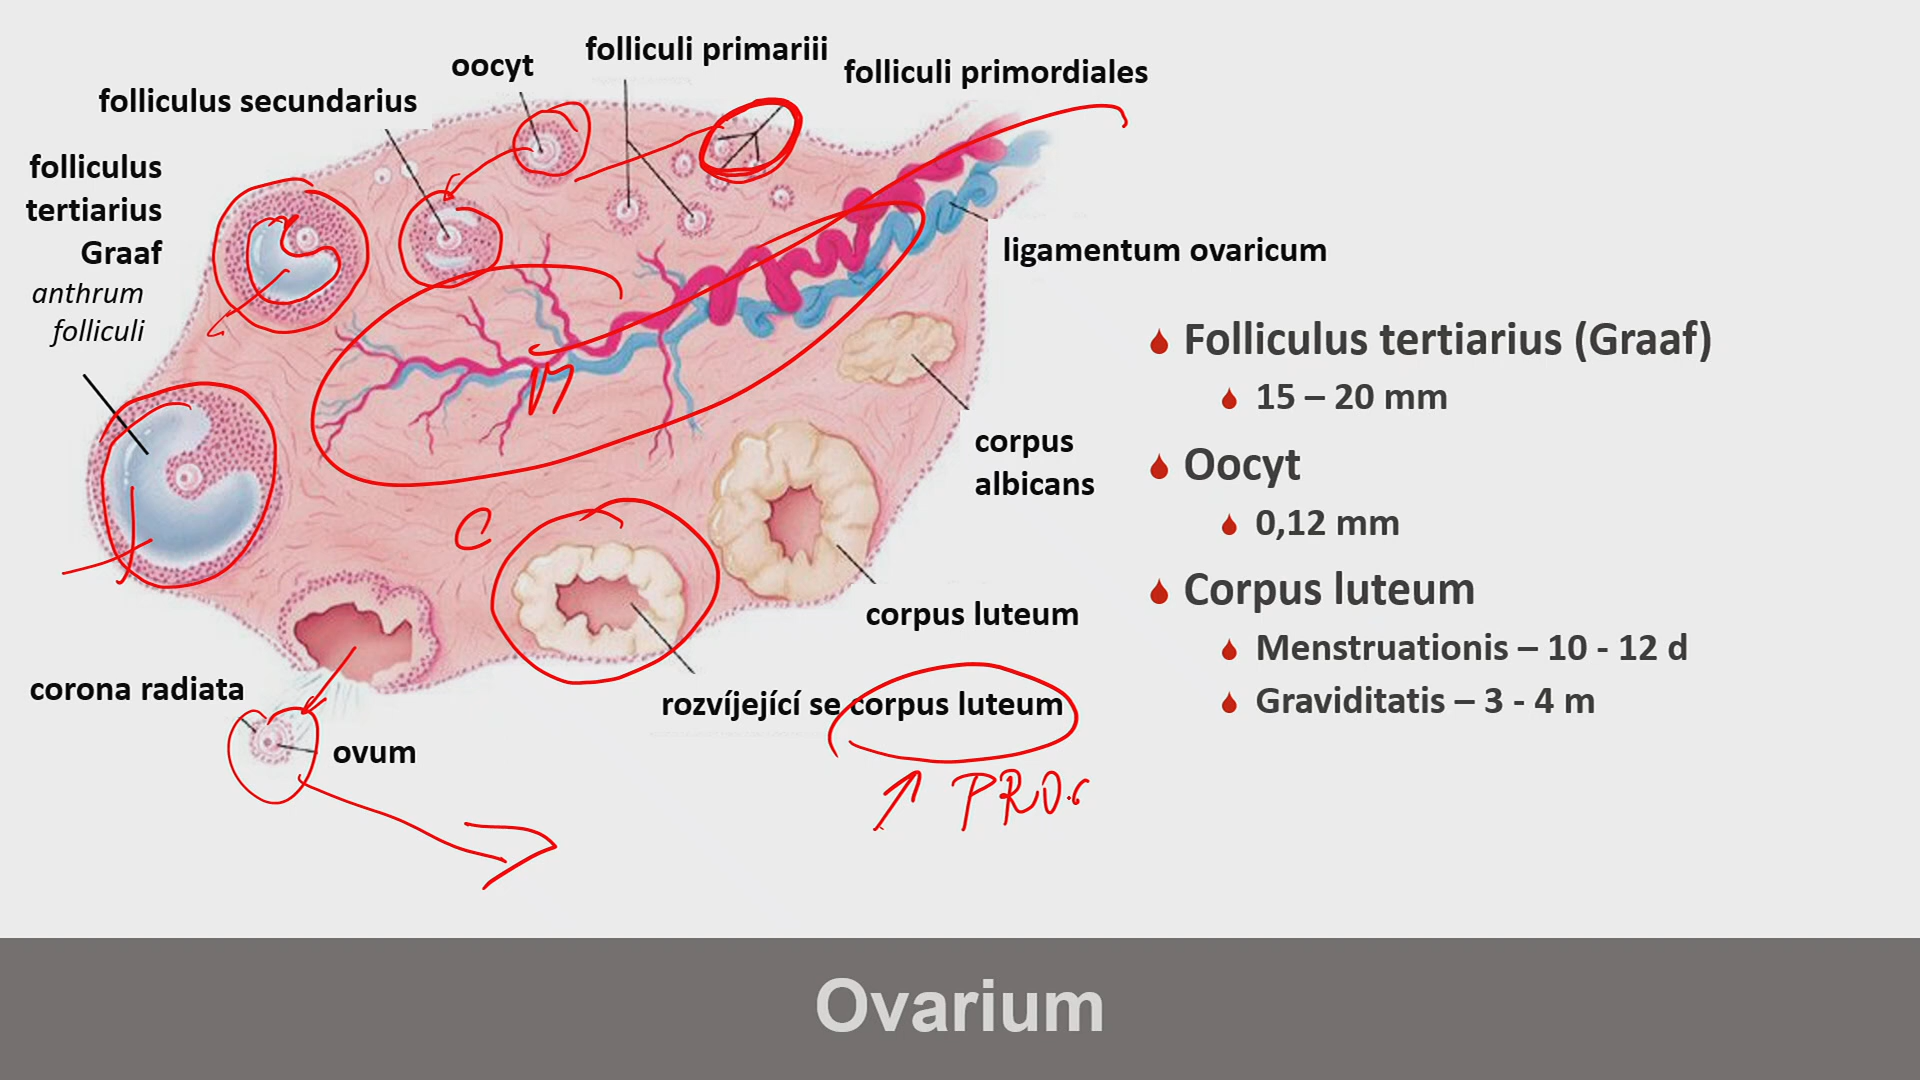 oocyt
folliculi primariii
folliculi primordiales
folliculus secundarius
folliculus
tertiarius
Graaf
anthrum
folliculi
ligamentum ovaricum
corpus
albicans
corpus luteum
rozvíjející se corpus luteum
corona radiata
ovum
C
PROG
Folliculus tertiarius (Graaf)
15 – 20 mm
Oocyt
0,12 mm
Corpus luteum
Menstruationis – 10 - 12 d
Graviditatis – 3 - 4 m
Ovarium